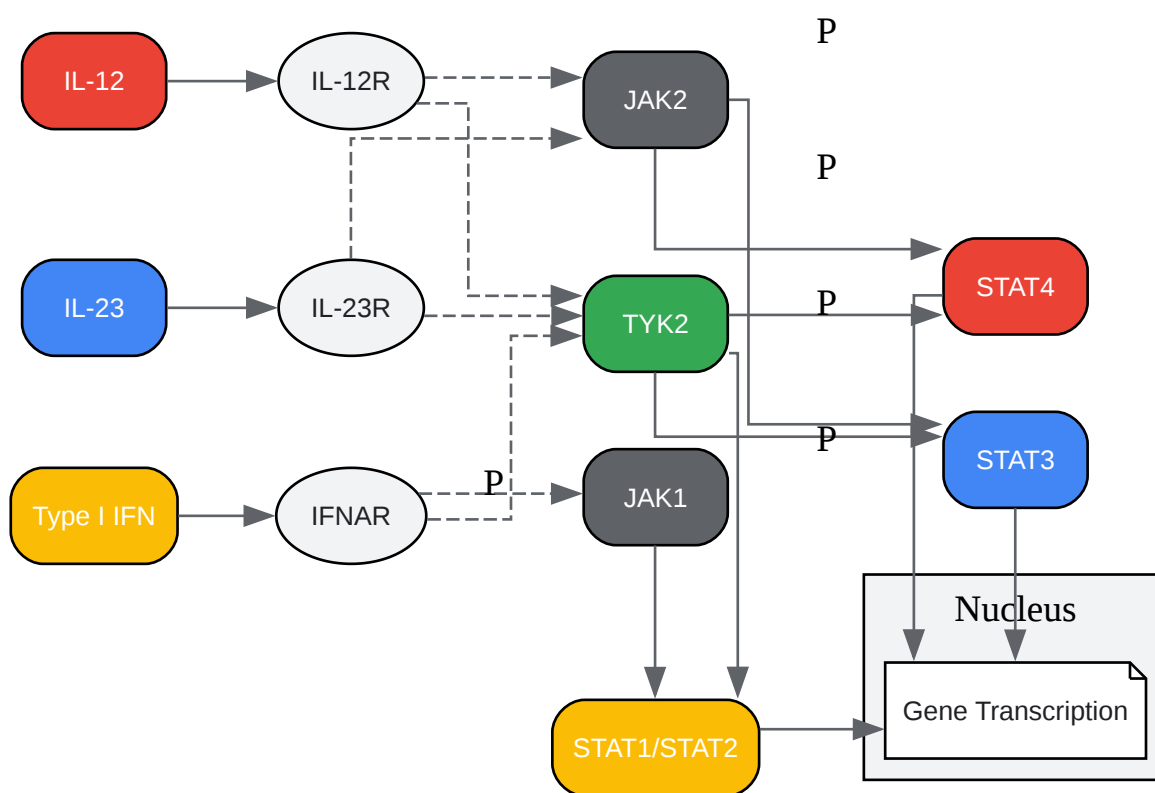 P
IL-12
IL-12R
JAK2
P
STAT4
IL-23
IL-23R
TYK2
P
P
STAT3
P
Type I IFN
IFNAR
JAK1
Nucleus
Gene Transcription
STAT1/STAT2